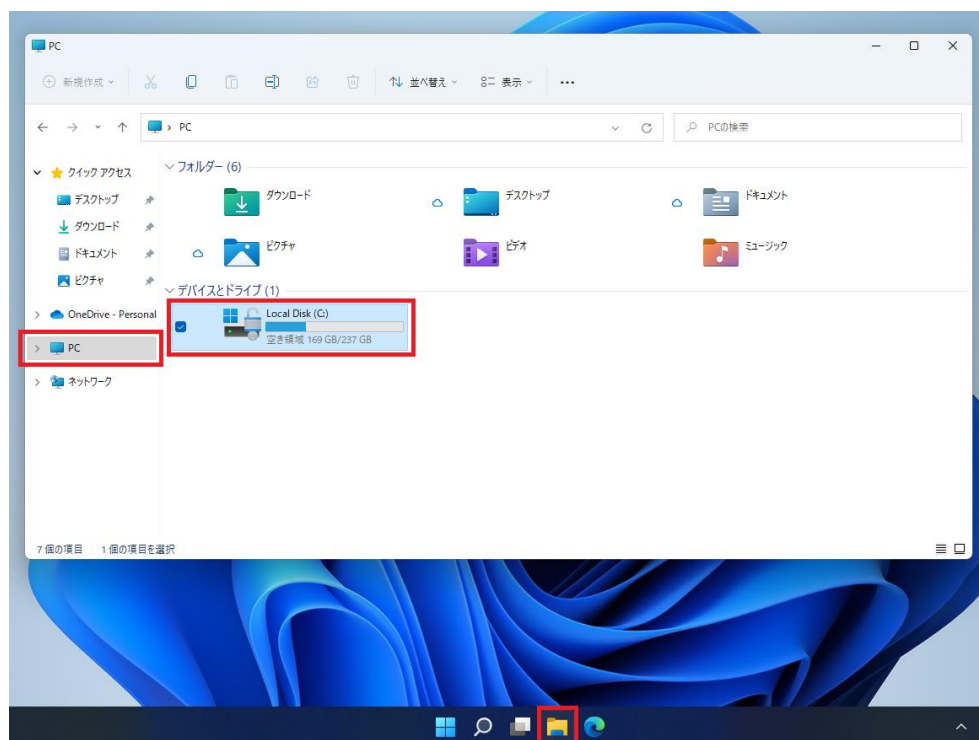 PC
新規作成
並べ替え
表示
PC
PCの検索
クイック アクセス
デスクトップ
ダウンロード
ドキュメント
ピクチャ
OneDrive - Personal
PC
ネットワーク
フォルダー (6)
ダウンロード
デスクトップ
ドキュメント
ピクチャ
ビデオ
ミュージック
デバイスとドライブ (1)
Local Disk (C:)
空き領域 169 GB/237 GB
7 個の項目 1 個の項目を選択